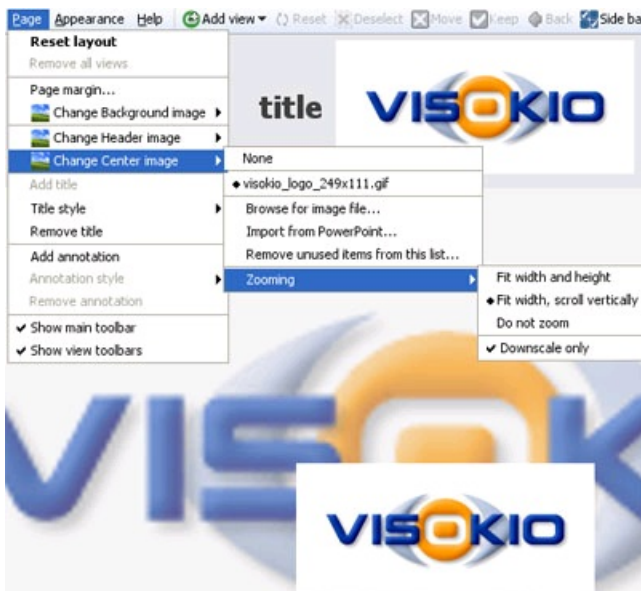 Page Appearance Help Add view Reset Deselect Move Keep Back Side ba
Reset layout
Remove all views
Page margin...
Change Background image
Change Header image
Change Center image
Add title
Title style
Remove title
Add annotation
Annotation style
Remove annotation
Show main toolbar
Show view toolbars
title
VISOKIO
None
visokio_logo_249x111.gif
Browse for image file...
Import from PowerPoint...
Remove unused items from this list...
Zooming
Fit width and height
Fit width, scroll vertically
Do not zoom
Downscale only
VISOK
VISOKIO